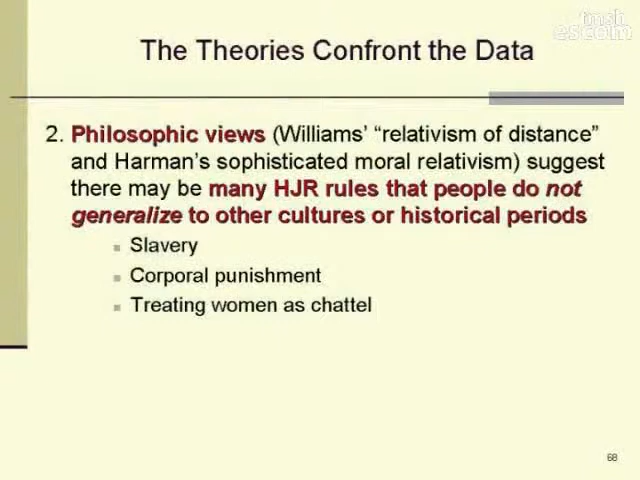 tmsh
escom
The Theories Confront the Data
2. Philosophic views (Williams' "relativism of distance"
and Harman's sophisticated moral relativism) suggest
there may be many HJR rules that people do not
generalize to other cultures or historical periods
Slavery
Corporal punishment
Treating women as chattel
68